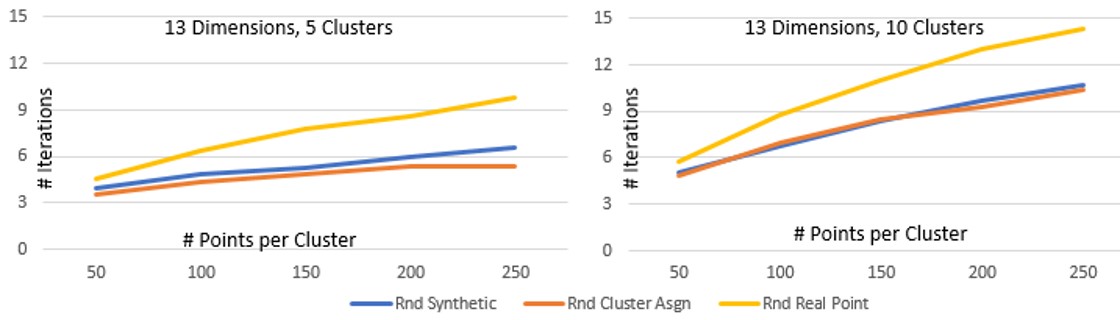 13 Dimensions, 5 Clusters
15
12
9
6
3
0
# Iterations
# Points per Cluster
50 100 150 200 250
13 Dimensions, 10 Clusters
15
12
9
6
3
0
# Iterations
# Points per Cluster
50 100 150 200 250
Rnd Synthetic Rnd Cluster Asgn Rnd Real Point